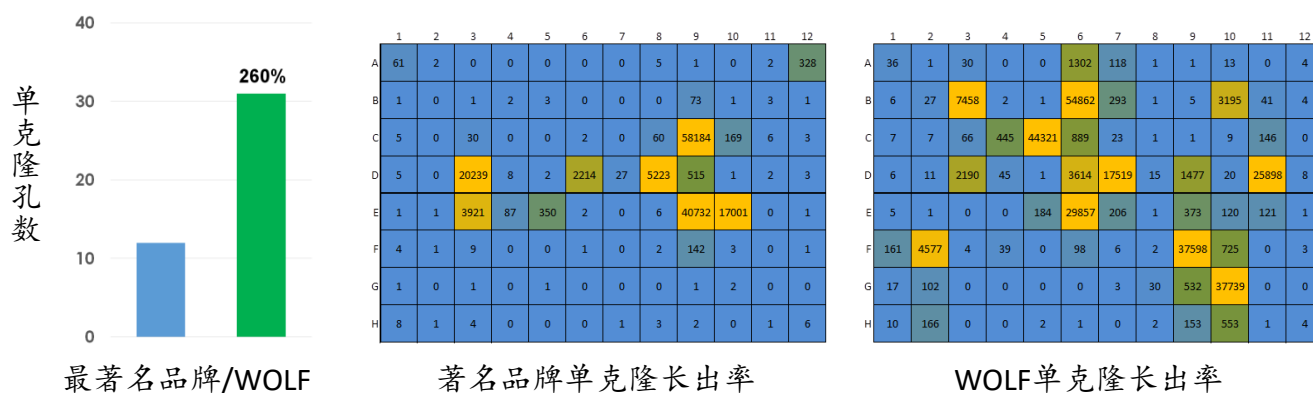 40
30
20
10
0
260%
单克隆孔数
最著名品牌/WOLF
1 2 3 4 5 6 7 8 9 10 11 12
A 61 2 0 0 0 0 0 5 1 0 2 328
B 1 0 1 2 3 0 0 0 73 1 3 1
C 5 0 30 0 0 2 0 60 58184 169 6 3
D 5 0 20239 8 2 2214 27 5223 515 1 2 3
E 1 1 3921 87 350 2 0 6 40732 17001 0 1
F 4 1 9 0 0 1 0 2 142 3 0 1
G 1 0 1 0 1 0 0 0 1 2 0 0
H 8 1 4 0 0 0 1 3 2 0 1 6
著名品牌单克隆长出率
1 2 3 4 5 6 7 8 9 10 11 12
A 36 1 30 0 0 1302 118 1 1 13 0 4
B 6 27 7458 2 1 54862 293 1 5 3195 41 4
C 7 7 66 445 44321 889 23 1 1 9 146 0
D 6 11 2190 45 1 3614 17519 15 1477 20 25898 8
E 5 1 0 0 184 29857 206 1 373 120 121 1
F 161 4577 4 39 0 98 6 2 37598 725 0 3
G 17 102 0 0 0 0 3 30 532 37739 0 0
H 10 166 0 0 2 1 0 2 153 553 1 4
WOLF单克隆长出率